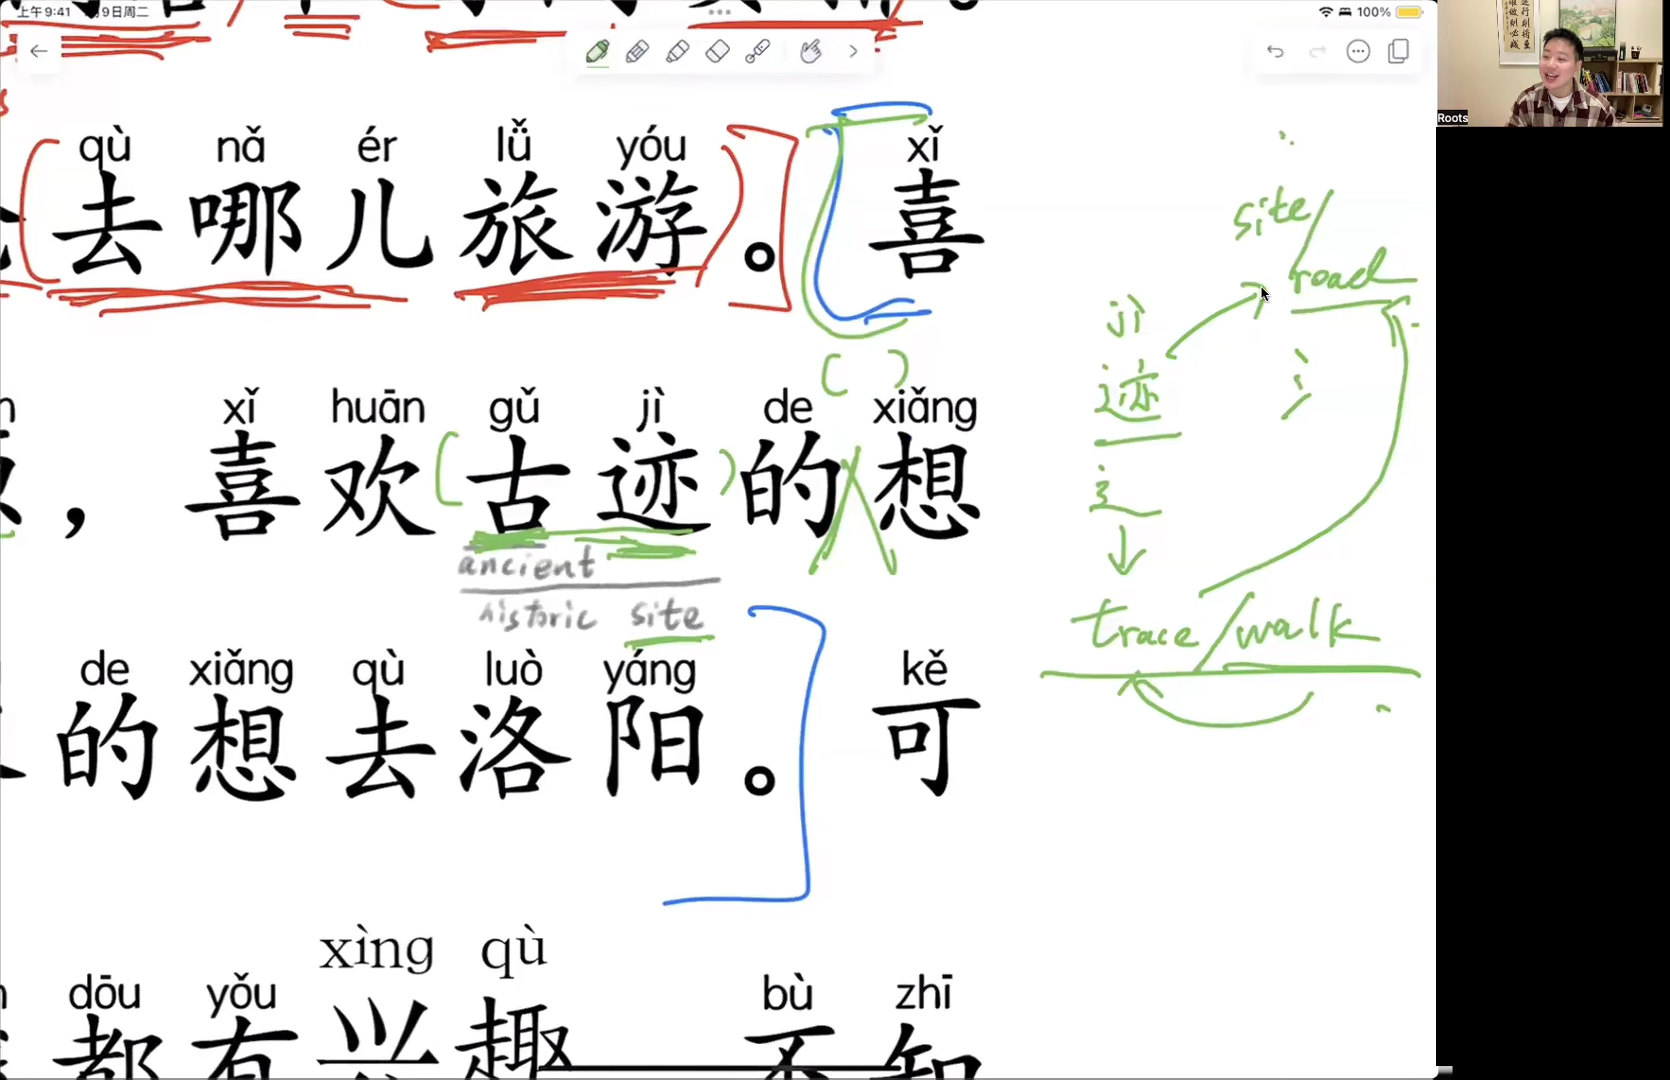 上午9:41 9日周二
100%
Roots
qù nǎ ér lǚ yóu xǐ
去哪儿旅游。喜
site/
road
jì
迹
辶
trace/walk
( )
xǐ huān gǔ jì de xiǎng
，喜欢(古迹)的想
ancient
historic site
de xiǎng qù luò yáng kě
的想去洛阳。可
xìng qù
dōu yǒu bù zhī
都有兴趣 不知